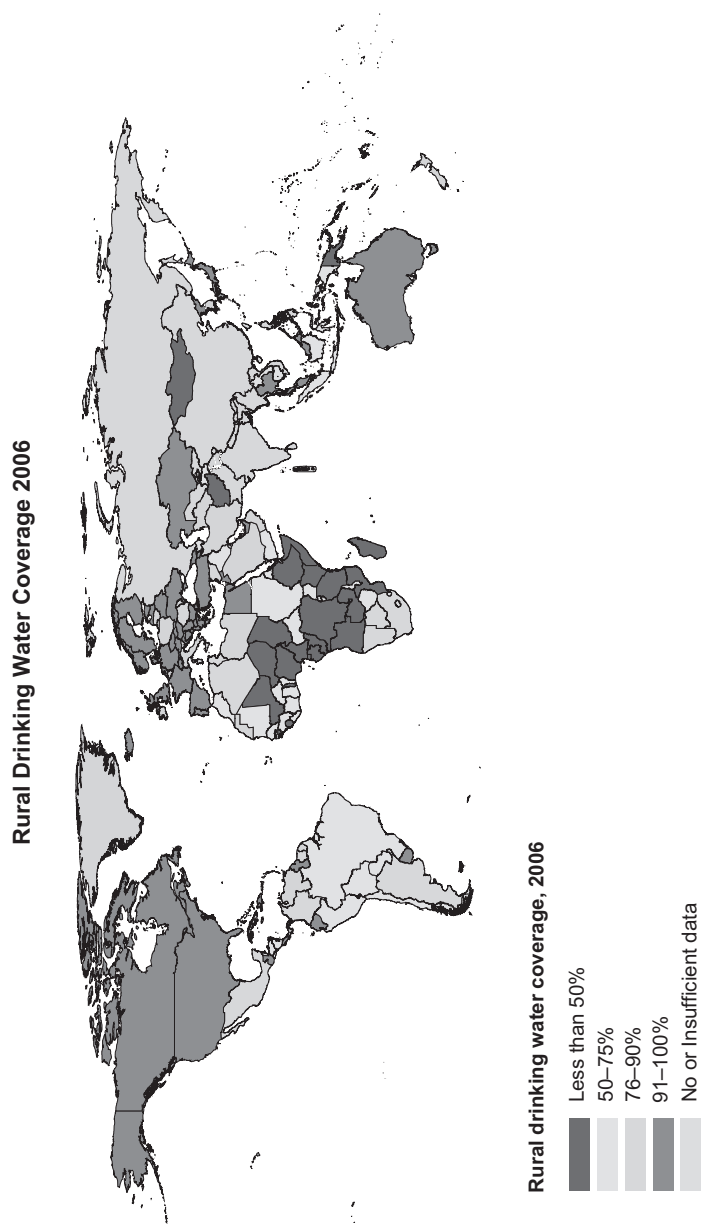 Rural Drinking Water Coverage 2006
Rural drinking water coverage, 2006
Less than 50%
50–75%
76–90%
91–100%
No or Insufficient data